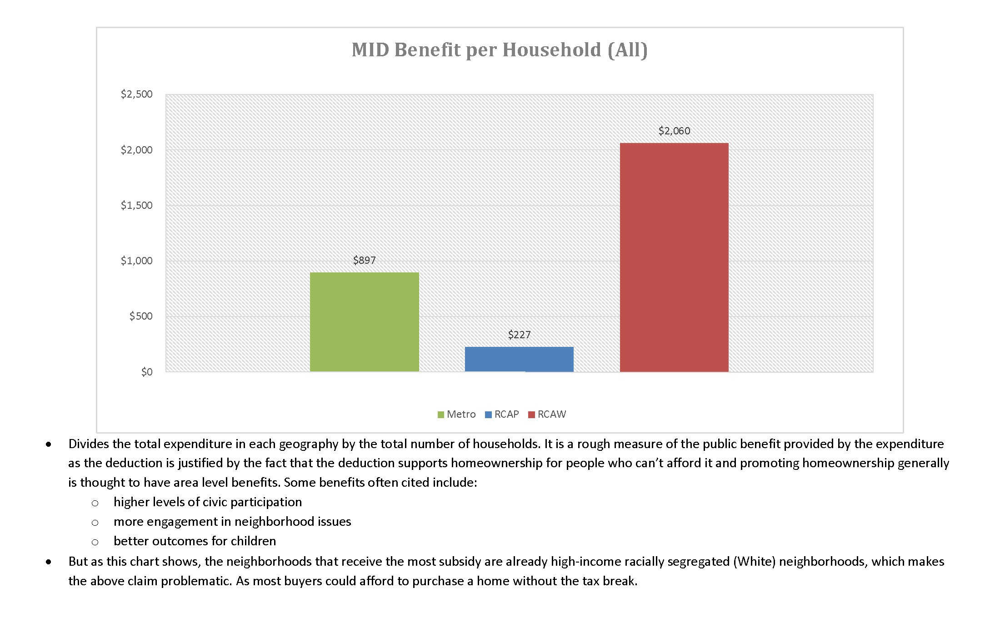 MID Benefit per Household (All)
$2,500
$2,060
$2,000
$1,500
$897
$1,000
$227
$500
$0
Metro RCAP RCAW
• Divides the total expenditure in each geography by the total number of households. It is a rough measure of the public benefit provided by the expenditure
as the deduction is justified by the fact that the deduction supports homeownership for people who can’t afford it and promoting homeownership generally
is thought to have area level benefits. Some benefits often cited include:
o higher levels of civic participation
o more engagement in neighborhood issues
o better outcomes for children
• But as this chart shows, the neighborhoods that receive the most subsidy are already high-income racially segregated (White) neighborhoods, which makes
the above claim problematic. As most buyers could afford to purchase a home without the tax break.